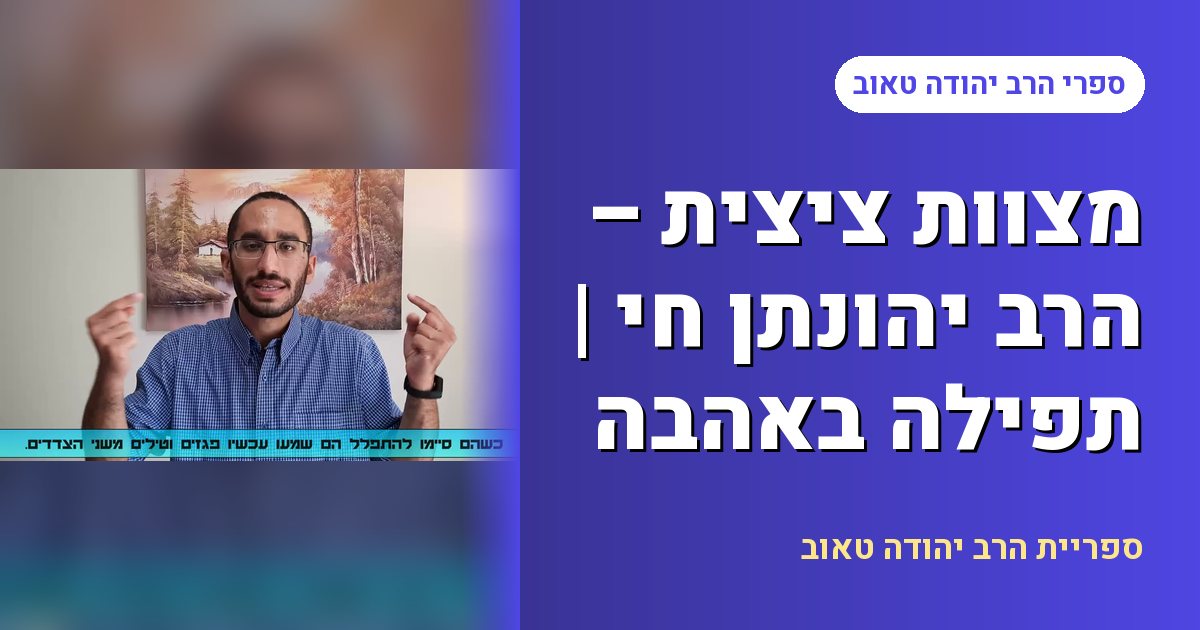 ספרי הרב יהודה טאוב
מצוות ציצית –
הרב יהונתן חי |
תפילה באהבה
ספריית הרב יהודה טאוב
כשהם סיימו להתפלל הם שמעו עכשיו פגזים וטילים משני הצדדים.